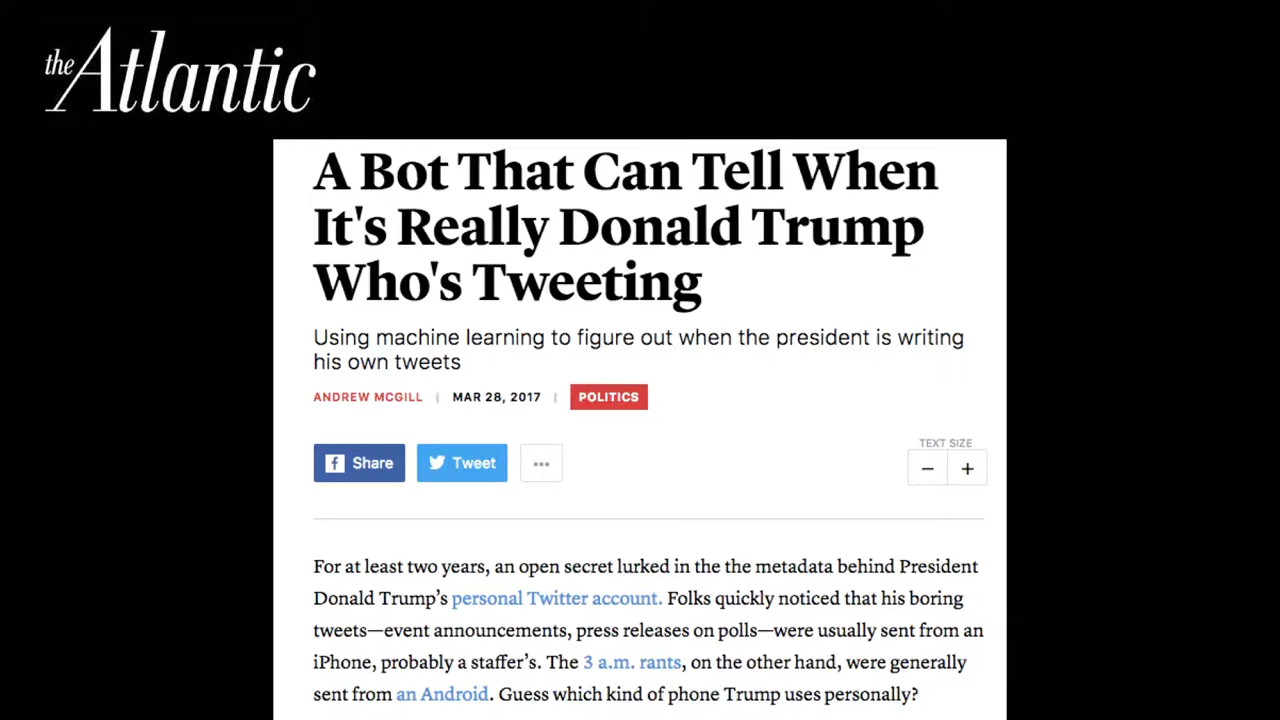 the Atlantic
A Bot That Can Tell When
It's Really Donald Trump
Who's Tweeting
Using machine learning to figure out when the president is writing
his own tweets
ANDREW MCGILL | MAR 28, 2017 | POLITICS
TEXT SIZE
Share Tweet ... − +
For at least two years, an open secret lurked in the the metadata behind President
Donald Trump’s personal Twitter account. Folks quickly noticed that his boring
tweets—event announcements, press releases on polls—were usually sent from an
iPhone, probably a staffer’s. The 3 a.m. rants, on the other hand, were generally
sent from an Android. Guess which kind of phone Trump uses personally?